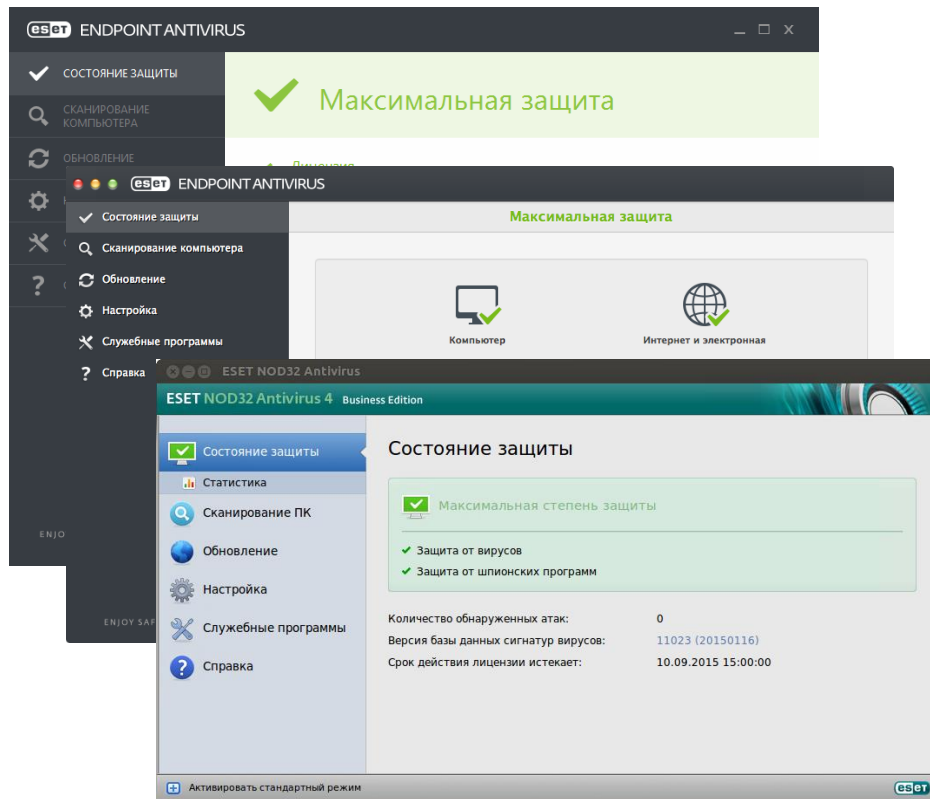 eset ENDPOINT ANTIVIRUS
СОСТОЯНИЕ ЗАЩИТЫ
СКАНИРОВАНИЕ
КОМПЬЮТЕРА
ОБНОВЛЕНИЕ
Максимальная защита
Лицензия
ENJO
eset ENDPOINT ANTIVIRUS
Состояние защиты
Сканирование компьютера
Обновление
Настройка
Служебные программы
Справка
Максимальная защита
Компьютер
Интернет и электронная
ENJOY SAF
ESET NOD32 Antivirus
ESET NOD32 Antivirus 4 Business Edition
Состояние защиты
Статистика
Сканирование ПК
Обновление
Настройка
Служебные программы
Справка
Состояние защиты
Максимальная степень защиты
Защита от вирусов
Защита от шпионских программ
Количество обнаруженных атак: 0
Версия базы данных сигнатур вирусов: 11023 (20150116)
Срок действия лицензии истекает: 10.09.2015 15:00:00
Активировать стандартный режим
eset